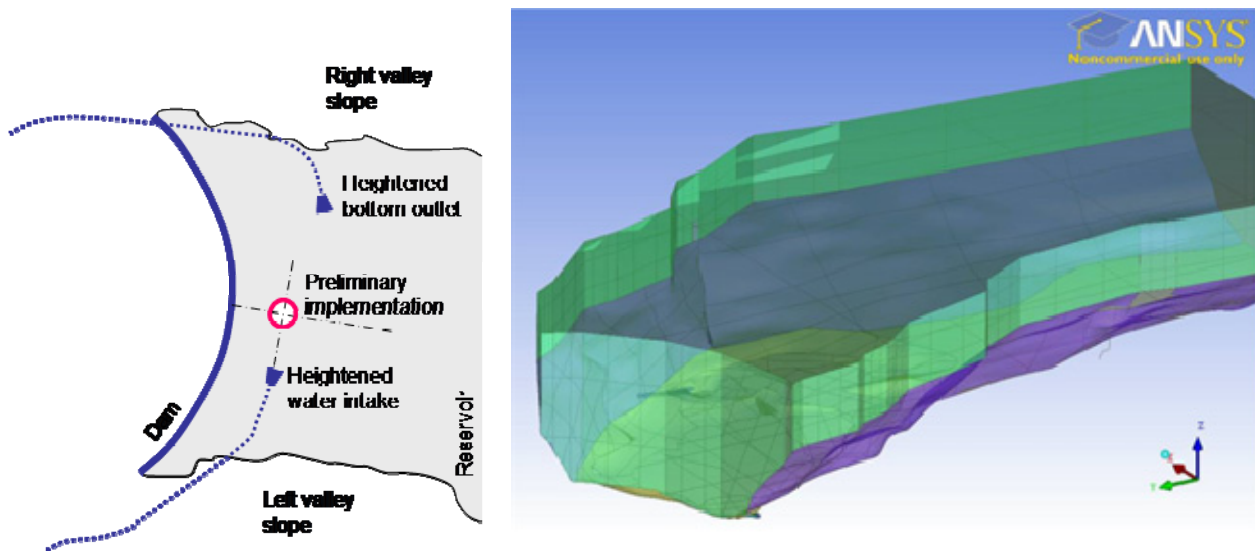 Right valley
slope
Heightened
bottom outlet
Preliminary
implementation
Heightened
water intake
Dam
Reservoir
Left valley
slope
ANSYS
Noncommercial use only
Z
X
Y